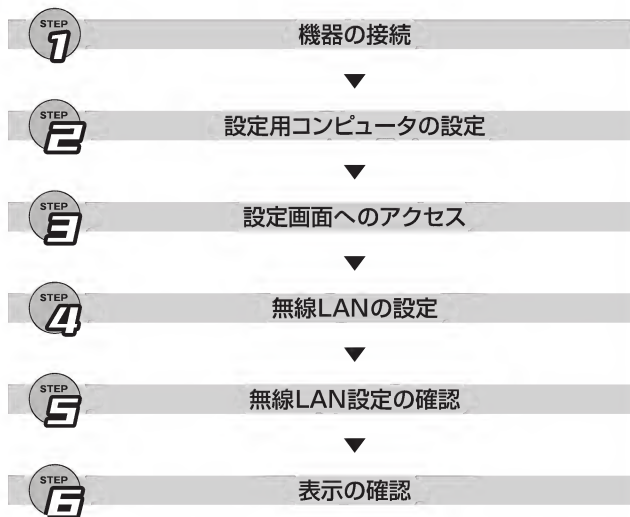 STEP 1 機器の接続
▼
STEP 2 設定用コンピュータの設定
▼
STEP 3 設定画面へのアクセス
▼
STEP 4 無線LANの設定
▼
STEP 5 無線LAN設定の確認
▼
STEP 6 表示の確認